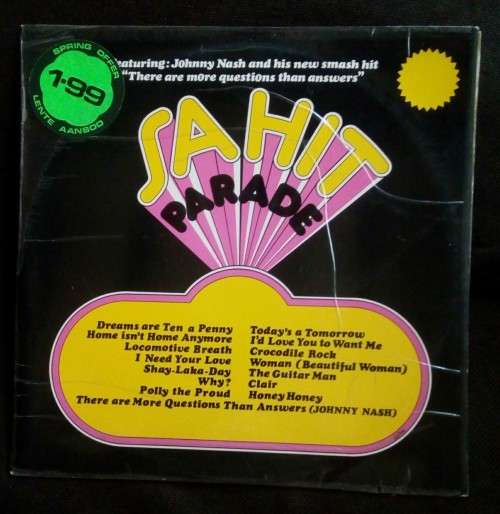 SPRING OFFER
1·99
LENTE AANBOD
Featuring: Johnny Nash and his new smash hit
"There are more questions than answers"
SA HIT
PARADE
Dreams are Ten a Penny
Home isn't Home Anymore
Locomotive Breath
I Need Your Love
Shay-Laka-Day
Why?
Polly the Proud
Today's a Tomorrow
I'd Love You to Want Me
Crocodile Rock
Woman (Beautiful Woman)
The Guitar Man
Clair
Honey Honey
There are More Questions Than Answers (JOHNNY NASH)